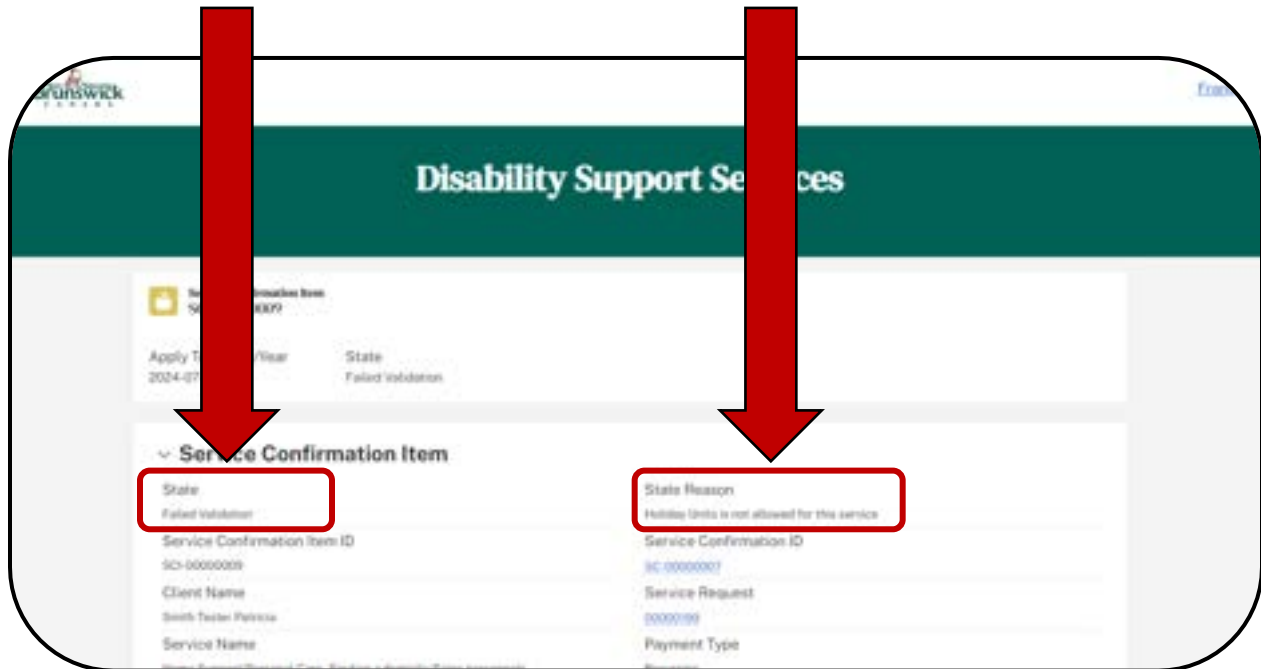 Brunswick
CANADA
Disability Support Services
Apply T /Year
State
2024-07
Failed Validation
Service Confirmation Item
State
State Reason
Failed Validation
Holiday Units is not allowed for this service
Service Confirmation Item ID
Service Confirmation ID
SCI-00000009
SC-00000007
Client Name
Service Request
Smith Tester Patricia
Service Name
Payment Type